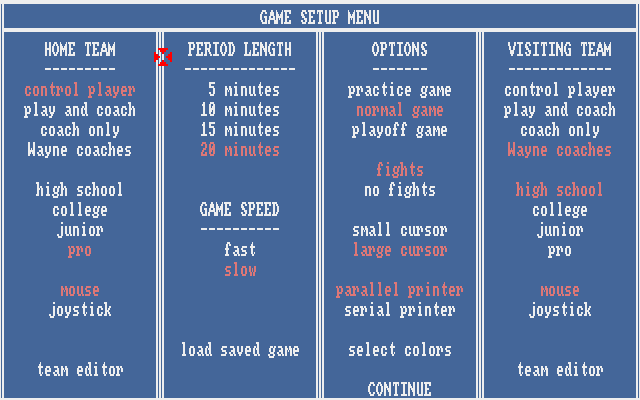 GAME SETUP MENU
HOME TEAM
----------
control player
play and coach
coach only
Wayne coaches
high school
college
junior
pro
mouse
joystick
team editor
PERIOD LENGTH
--------------
5 minutes
10 minutes
15 minutes
20 minutes
GAME SPEED
----------
fast
slow
load saved game
OPTIONS
-------
practice game
normal game
playoff game
fights
no fights
small cursor
large cursor
parallel printer
serial printer
select colors
CONTINUE
VISITING TEAM
-------------
control player
play and coach
coach only
Wayne coaches
high school
college
junior
pro
mouse
joystick
team editor